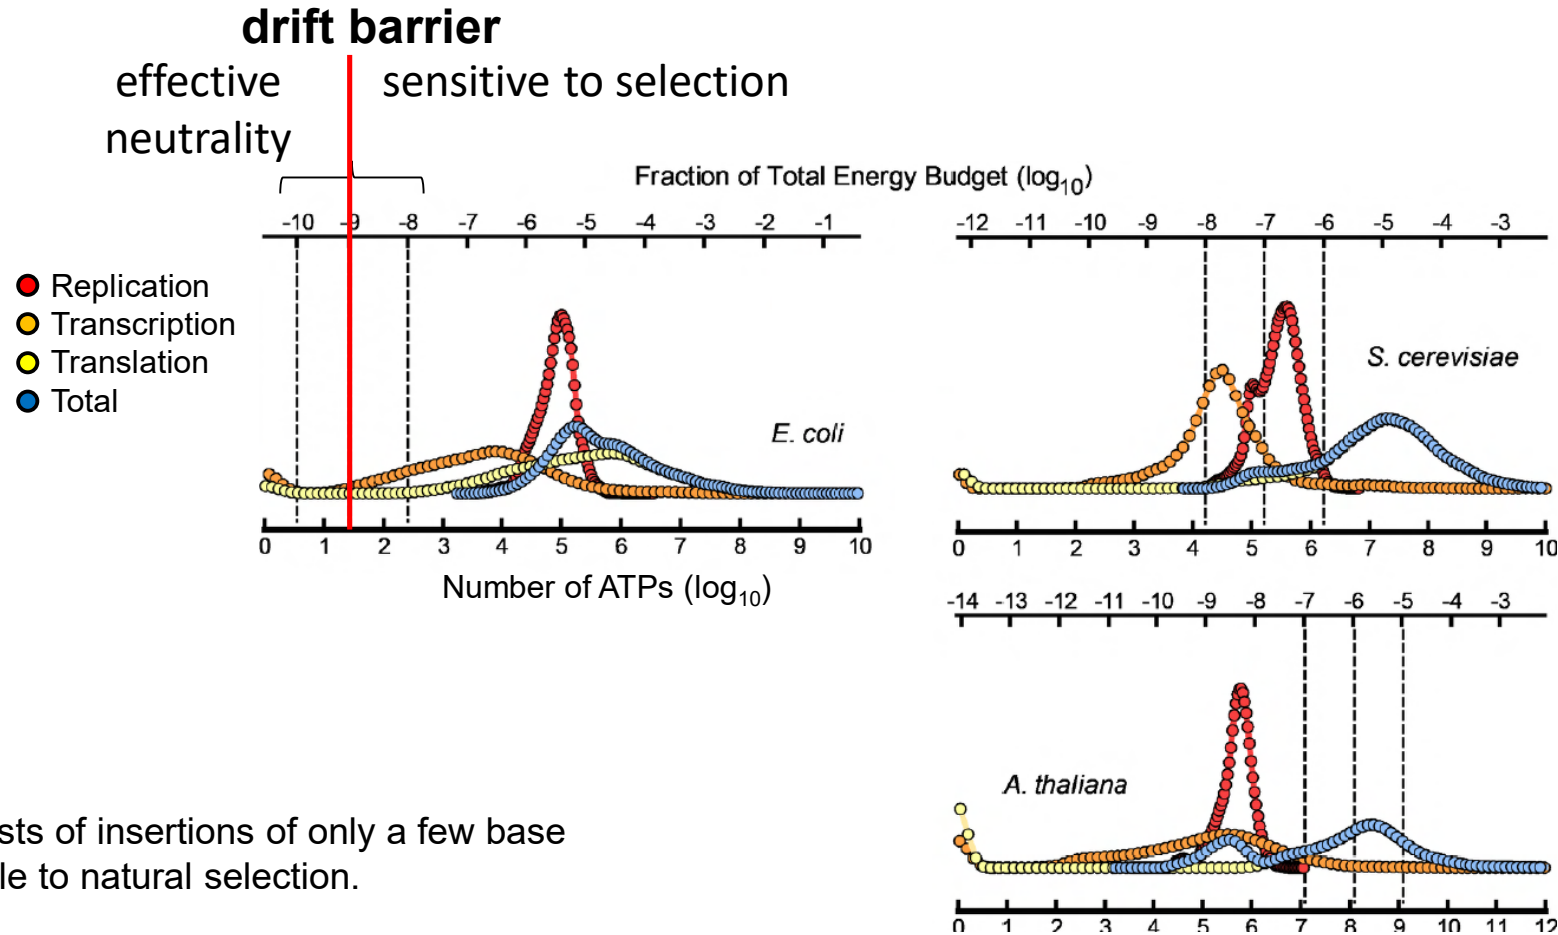 drift barrier
effective
neutrality
sensitive to selection
Fraction of Total Energy Budget (log10)
-10 -9 -8 -7 -6 -5 -4 -3 -2 -1
-12 -11 -10 -9 -8 -7 -6 -5 -4 -3
Replication
Transcription
Translation
Total
E. coli
S. cerevisiae
0 1 2 3 4 5 6 7 8 9 10
0 1 2 3 4 5 6 7 8 9 10
Number of ATPs (log10)
-14 -13 -12 -11 -10 -9 -8 -7 -6 -5 -4 -3
A. thaliana
sts of insertions of only a few base
le to natural selection.
0 1 2 3 4 5 6 7 8 9 10 11 12